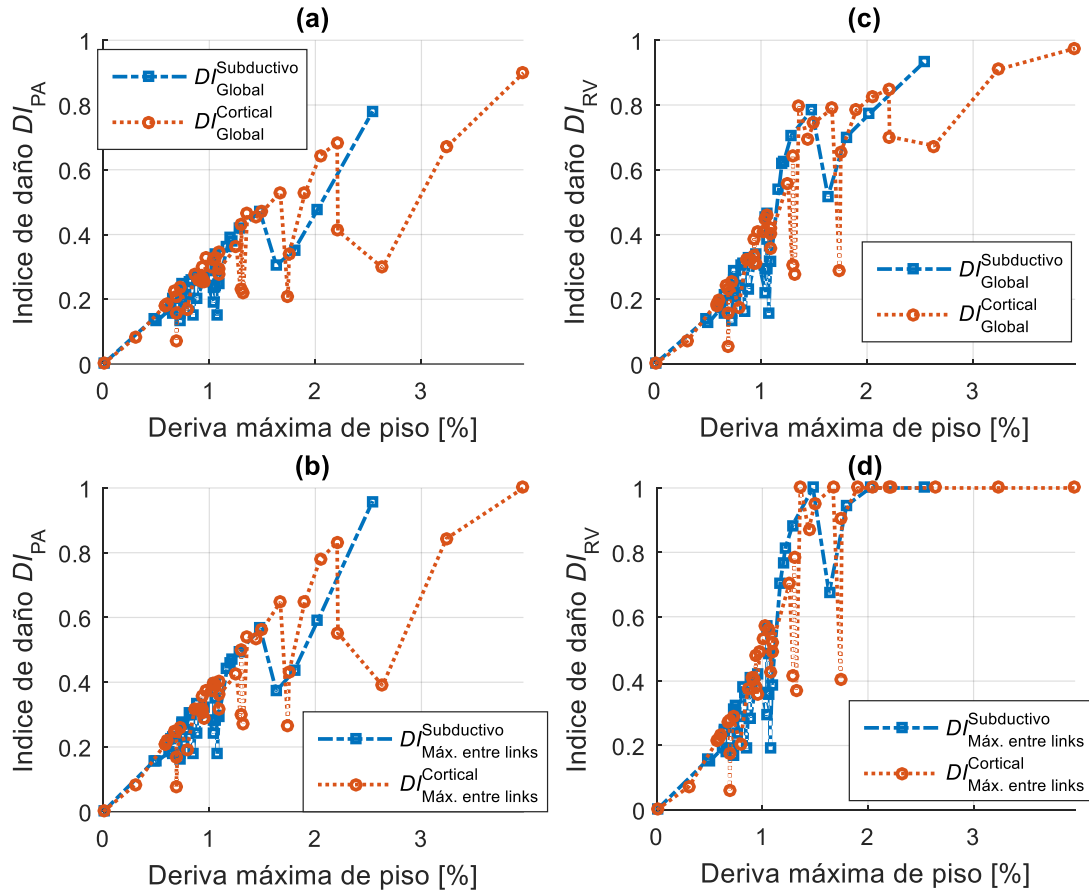 (a)
1
0.8
0.6
0.4
0.2
0
Indice de daño DI_PA
DI^Subductivo_Global
DI^Cortical_Global
0 1 2 3
Deriva máxima de piso [%]
(c)
1
0.8
0.6
0.4
0.2
0
Indice de daño DI_RV
DI^Subductivo_Global
DI^Cortical_Global
0 1 2 3
Deriva máxima de piso [%]
(b)
1
0.8
0.6
0.4
0.2
0
Indice de daño DI_PA
DI^Subductivo_Máx. entre links
DI^Cortical_Máx. entre links
0 1 2 3
Deriva máxima de piso [%]
(d)
1
0.8
0.6
0.4
0.2
0
Indice de daño DI_RV
DI^Subductivo_Máx. entre links
DI^Cortical_Máx. entre links
0 1 2 3
Deriva máxima de piso [%]